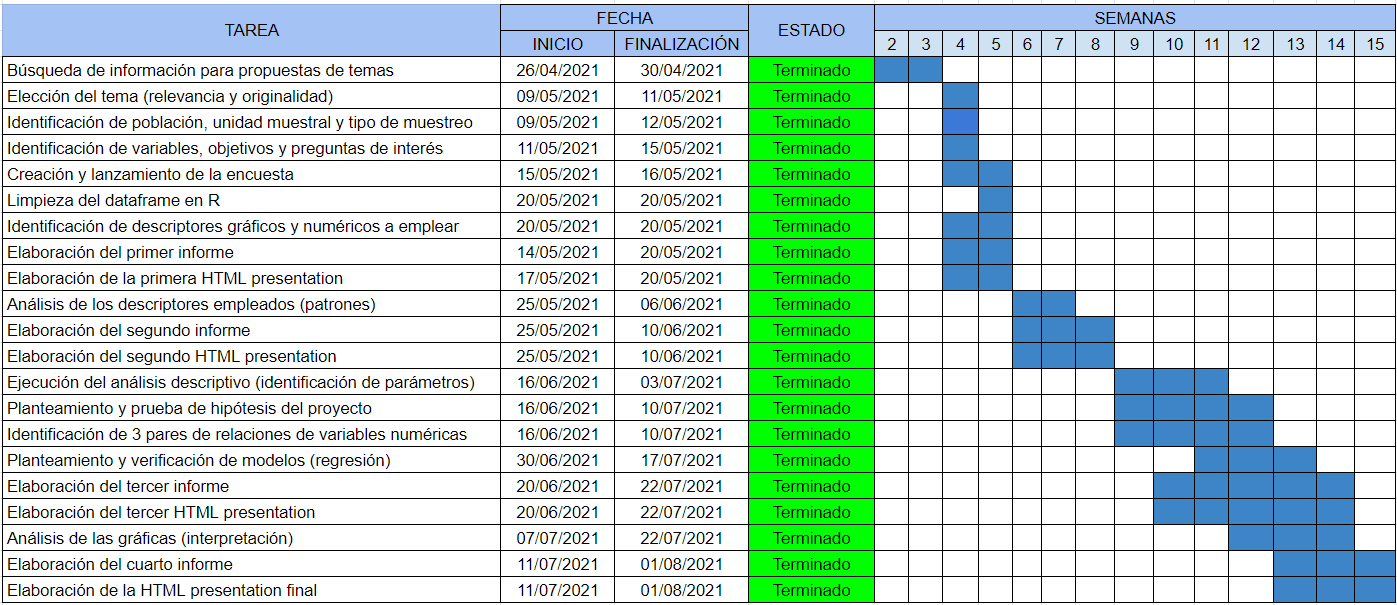 TAREA FECHA ESTADO SEMANAS
INICIO FINALIZACIÓN 2 3 4 5 6 7 8 9 10 11 12 13 14 15
Búsqueda de información para propuestas de temas 26/04/2021 30/04/2021 Terminado
Elección del tema (relevancia y originalidad) 09/05/2021 11/05/2021 Terminado
Identificación de población, unidad muestral y tipo de muestreo 09/05/2021 12/05/2021 Terminado
Identificación de variables, objetivos y preguntas de interés 11/05/2021 15/05/2021 Terminado
Creación y lanzamiento de la encuesta 15/05/2021 16/05/2021 Terminado
Limpieza del dataframe en R 20/05/2021 20/05/2021 Terminado
Identificación de descriptores gráficos y numéricos a emplear 20/05/2021 20/05/2021 Terminado
Elaboración del primer informe 14/05/2021 20/05/2021 Terminado
Elaboración de la primera HTML presentation 17/05/2021 20/05/2021 Terminado
Análisis de los descriptores empleados (patrones) 25/05/2021 06/06/2021 Terminado
Elaboración del segundo informe 25/05/2021 10/06/2021 Terminado
Elaboración del segundo HTML presentation 25/05/2021 10/06/2021 Terminado
Ejecución del análisis descriptivo (identificación de parámetros) 16/06/2021 03/07/2021 Terminado
Planteamiento y prueba de hipótesis del proyecto 16/06/2021 10/07/2021 Terminado
Identificación de 3 pares de relaciones de variables numéricas 16/06/2021 10/07/2021 Terminado
Planteamiento y verificación de modelos (regresión) 30/06/2021 17/07/2021 Terminado
Elaboración del tercer informe 20/06/2021 22/07/2021 Terminado
Elaboración del tercer HTML presentation 20/06/2021 22/07/2021 Terminado
Análisis de las gráficas (interpretación) 07/07/2021 22/07/2021 Terminado
Elaboración del cuarto informe 11/07/2021 01/08/2021 Terminado
Elaboración de la HTML presentation final 11/07/2021 01/08/2021 Terminado